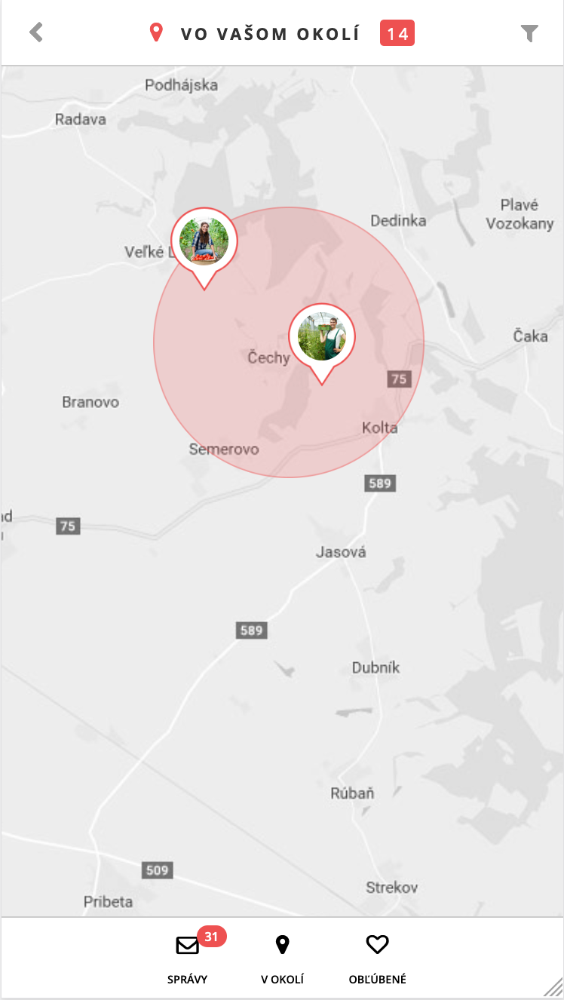 VO VAŠOM OKOLÍ 14
Podhájska
Radava
Plavé
Vozokany
Dedinka
Veľké
Čaka
Čechy
75
Branovo
Kolta
Semerovo
589
75
Jasová
589
Dubník
Rúbaň
509
Strekov
Pribeta
31
SPRÁVY
V OKOLÍ
OBĽÚBENÉ